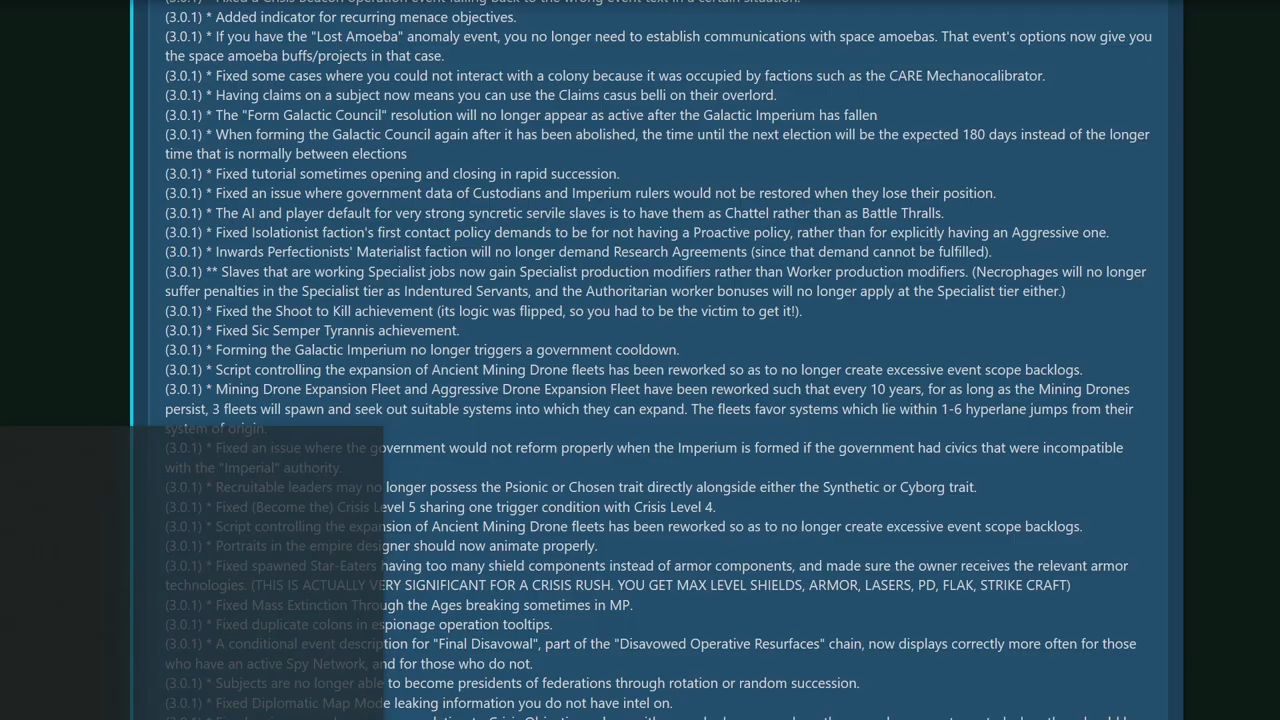 (3.0.1) * Fixed a Crisis Beacon operation event falling back to the wrong event text in a certain situation.
(3.0.1) * Added indicator for recurring menace objectives.
(3.0.1) * If you have the "Lost Amoeba" anomaly event, you no longer need to establish communications with space amoebas. That event's options now give you
the space amoeba buffs/projects in that case.
(3.0.1) * Fixed some cases where you could not interact with a colony because it was occupied by factions such as the CARE Mechanocalibrator.
(3.0.1) * Having claims on a subject now means you can use the Claims casus belli on their overlord.
(3.0.1) * The "Form Galactic Council" resolution will no longer appear as active after the Galactic Imperium has fallen
(3.0.1) * When forming the Galactic Council again after it has been abolished, the time until the next election will be the expected 180 days instead of the longer
time that is normally between elections
(3.0.1) * Fixed tutorial sometimes opening and closing in rapid succession.
(3.0.1) * Fixed an issue where government data of Custodians and Imperium rulers would not be restored when they lose their position.
(3.0.1) * The AI and player default for very strong syncretic servile slaves is to have them as Chattel rather than as Battle Thralls.
(3.0.1) * Fixed Isolationist faction's first contact policy demands to be for not having a Proactive policy, rather than for explicitly having an Aggressive one.
(3.0.1) * Inwards Perfectionists' Materialist faction will no longer demand Research Agreements (since that demand cannot be fulfilled).
(3.0.1) ** Slaves that are working Specialist jobs now gain Specialist production modifiers rather than Worker production modifiers. (Necrophages will no longer
suffer penalties in the Specialist tier as Indentured Servants, and the Authoritarian worker bonuses will no longer apply at the Specialist tier either.)
(3.0.1) * Fixed the Shoot to Kill achievement (its logic was flipped, so you had to be the victim to get it!).
(3.0.1) * Fixed Sic Semper Tyrannis achievement.
(3.0.1) * Forming the Galactic Imperium no longer triggers a government cooldown.
(3.0.1) * Script controlling the expansion of Ancient Mining Drone fleets has been reworked so as to no longer create excessive event scope backlogs.
(3.0.1) * Mining Drone Expansion Fleet and Aggressive Drone Expansion Fleet have been reworked such that every 10 years, for as long as the Mining Drones
persist, 3 fleets will spawn and seek out suitable systems into which they can expand. The fleets favor systems which lie within 1-6 hyperlane jumps from their
system of origin.
(3.0.1) * Fixed an issue where the government would not reform properly when the Imperium is formed if the government had civics that were incompatible
with the "Imperial" authority.
(3.0.1) * Recruitable leaders may no longer possess the Psionic or Chosen trait directly alongside either the Synthetic or Cyborg trait.
(3.0.1) * Fixed (Become the) Crisis Level 5 sharing one trigger condition with Crisis Level 4.
(3.0.1) * Script controlling the expansion of Ancient Mining Drone fleets has been reworked so as to no longer create excessive event scope backlogs.
(3.0.1) * Portraits in the empire designer should now animate properly.
(3.0.1) * Fixed spawned Star-Eaters having too many shield components instead of armor components, and made sure the owner receives the relevant armor
technologies. (THIS IS ACTUALLY VERY SIGNIFICANT FOR A CRISIS RUSH. YOU GET MAX LEVEL SHIELDS, ARMOR, LASERS, PD, FLAK, STRIKE CRAFT)
(3.0.1) * Fixed Mass Extinction Through the Ages breaking sometimes in MP.
(3.0.1) * Fixed duplicate colons in espionage operation tooltips.
(3.0.1) * A conditional event description for "Final Disavowal", part of the "Disavowed Operative Resurfaces" chain, now displays correctly more often for those
who have an active Spy Network, and for those who do not.
(3.0.1) * Subjects are no longer able to become presidents of federations through rotation or random succession.
(3.0.1) * Fixed Diplomatic Map Mode leaking information you do not have intel on.